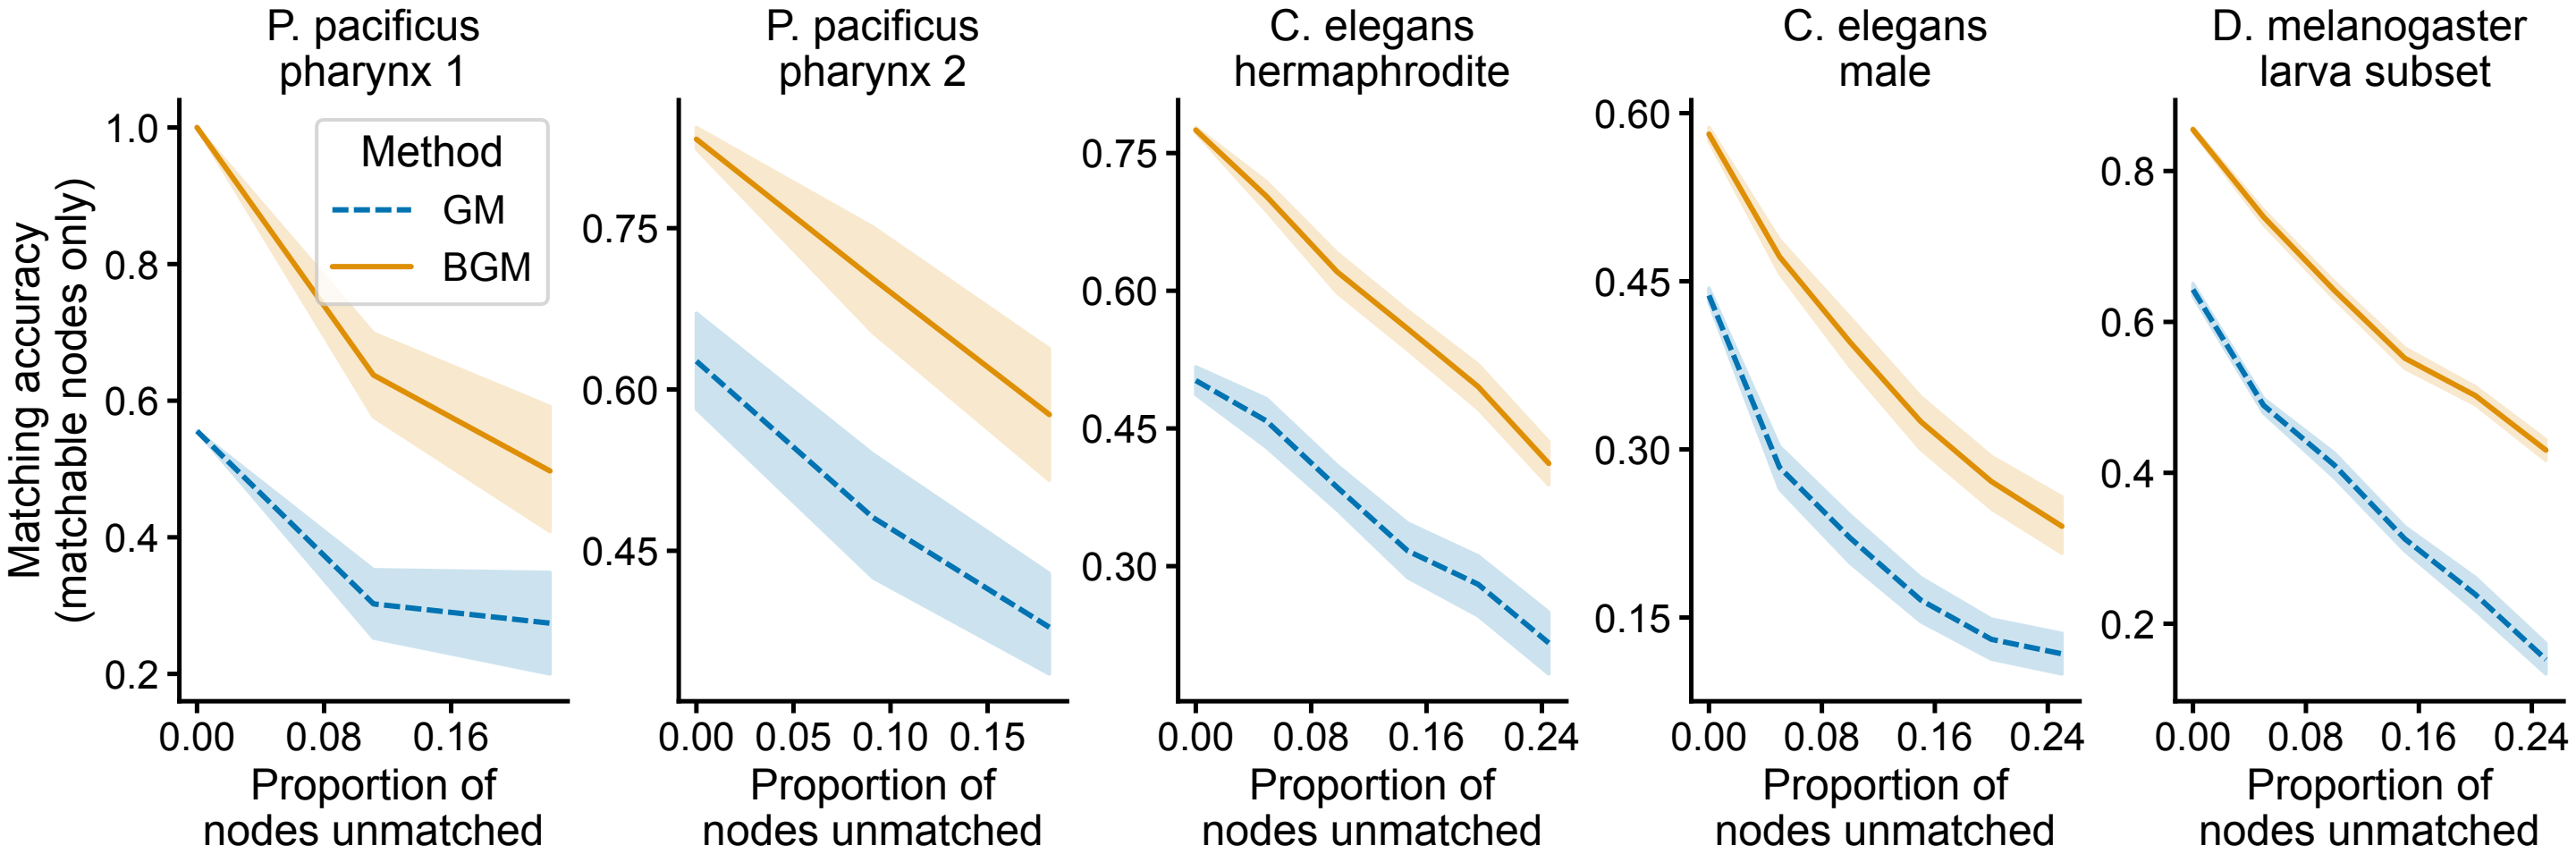 P. pacificus
pharynx 1
P. pacificus
pharynx 2
C. elegans
hermaphrodite
C. elegans
male
D. melanogaster
larva subset
Matching accuracy
(matchable nodes only)
1.0
0.8
0.6
0.4
0.2
Method
GM
BGM
0.00 0.08 0.16
Proportion of
nodes unmatched
0.75
0.60
0.45
0.00 0.05 0.10 0.15
Proportion of
nodes unmatched
0.75
0.60
0.45
0.30
0.00 0.08 0.16 0.24
Proportion of
nodes unmatched
0.60
0.45
0.30
0.15
0.00 0.08 0.16 0.24
Proportion of
nodes unmatched
0.8
0.6
0.4
0.2
0.00 0.08 0.16 0.24
Proportion of
nodes unmatched